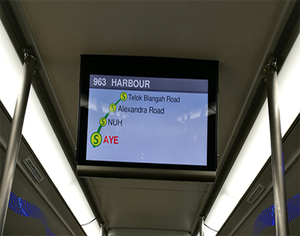 963 HARBOUR
Telok Blangah Road
Alexandra Road
NUH
AYE